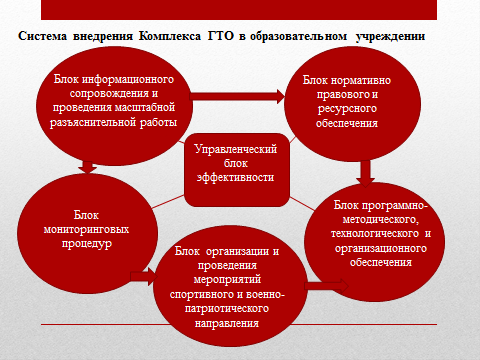 Система внедрения Комплекса ГТО в образовательном учреждении
Блок информационного
сопровождения и
проведения масштабной
разъяснительной работы
Блок нормативно
правового и
ресурсного
обеспечения
Управленческий
блок
эффективности
Блок
мониторинговых
процедур
Блок программно-
методического,
технологического и
организационного
обеспечения
Блок организации и
проведения
мероприятий
спортивного и военно-
патриотического
направления